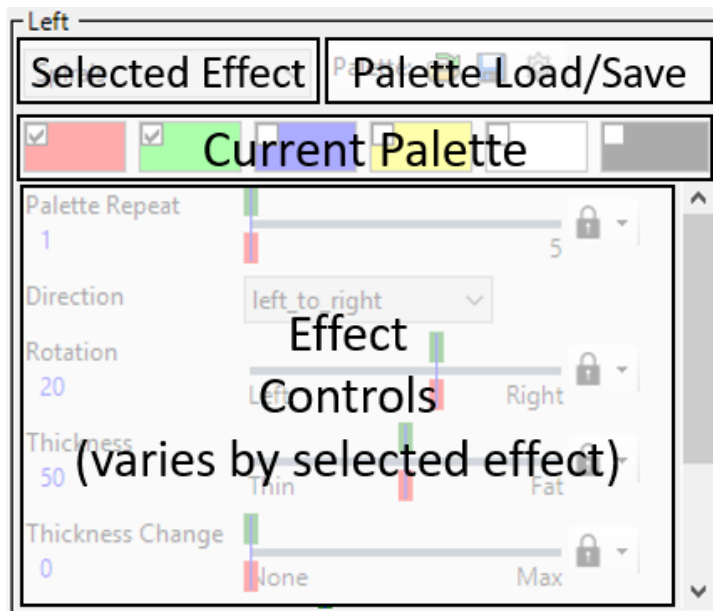 Left
Selected Effect
Palette Load/Save
Current Palette
Palette Repeat
1
5
Direction
left_to_right
Effect
Rotation
20
Left
Right
Controls
Thickness
50
Thin
Fat
(varies by selected effect)
Thickness Change
0
None
Max